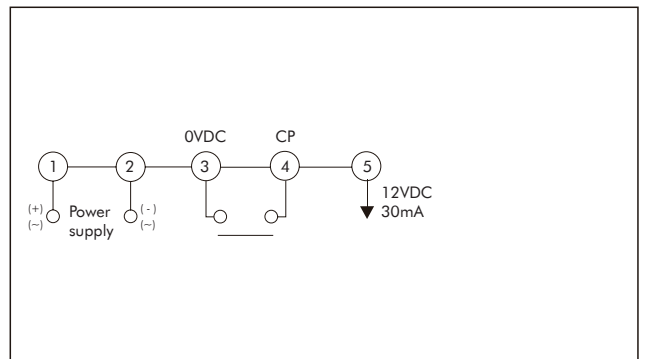 0VDC CP
1 2 3 4 5
12VDC
30mA
(+) Power (-)
(~) supply (~)